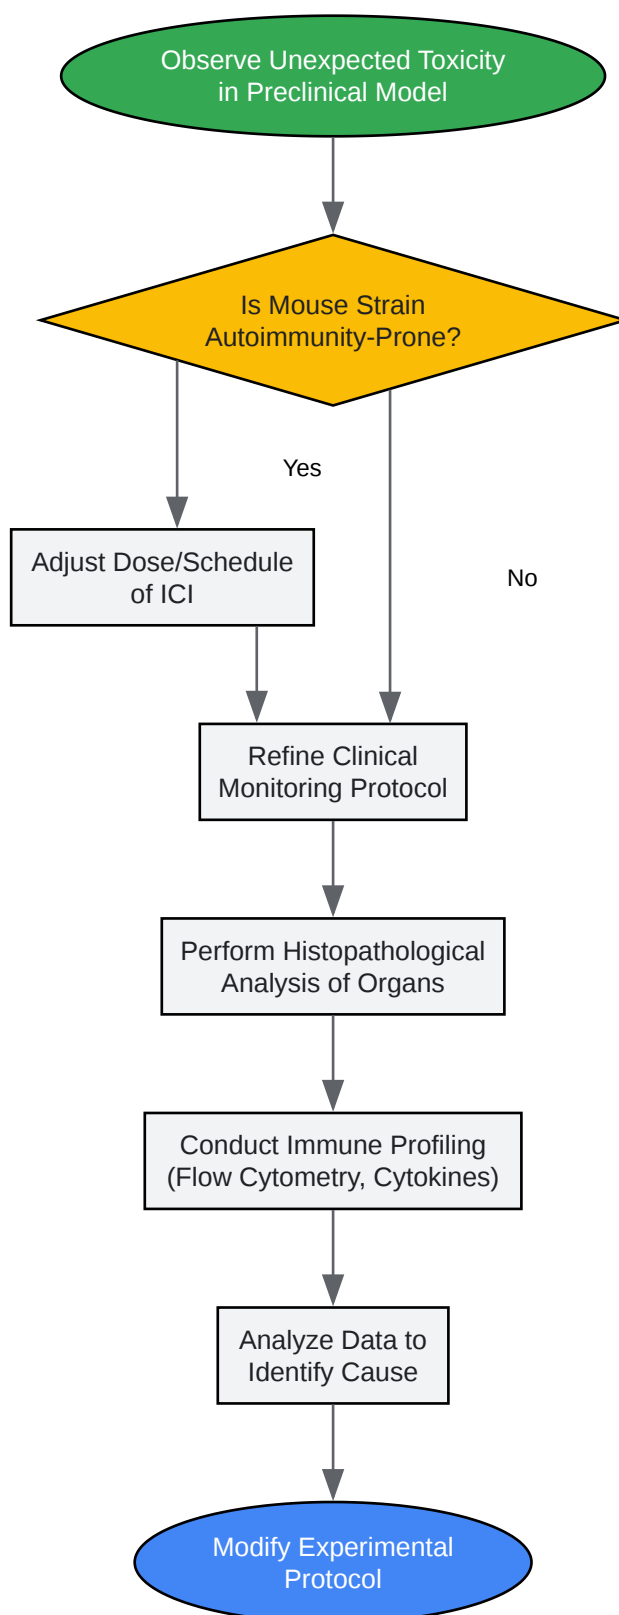 Observe Unexpected Toxicity
in Preclinical Model
Is Mouse Strain
Autoimmunity-Prone?
Yes
Adjust Dose/Schedule
of ICI
No
Refine Clinical
Monitoring Protocol
Perform Histopathological
Analysis of Organs
Conduct Immune Profiling
(Flow Cytometry, Cytokines)
Analyze Data to
Identify Cause
Modify Experimental
Protocol